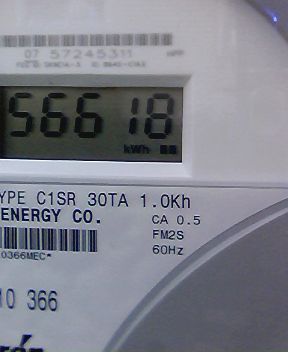 07 57245311
56618
kWh
YPE C1SR 30TA 1.0Kh
ENERGY CO.
CA 0.5
FM2S
60Hz
0366MEC*
10 366
rón